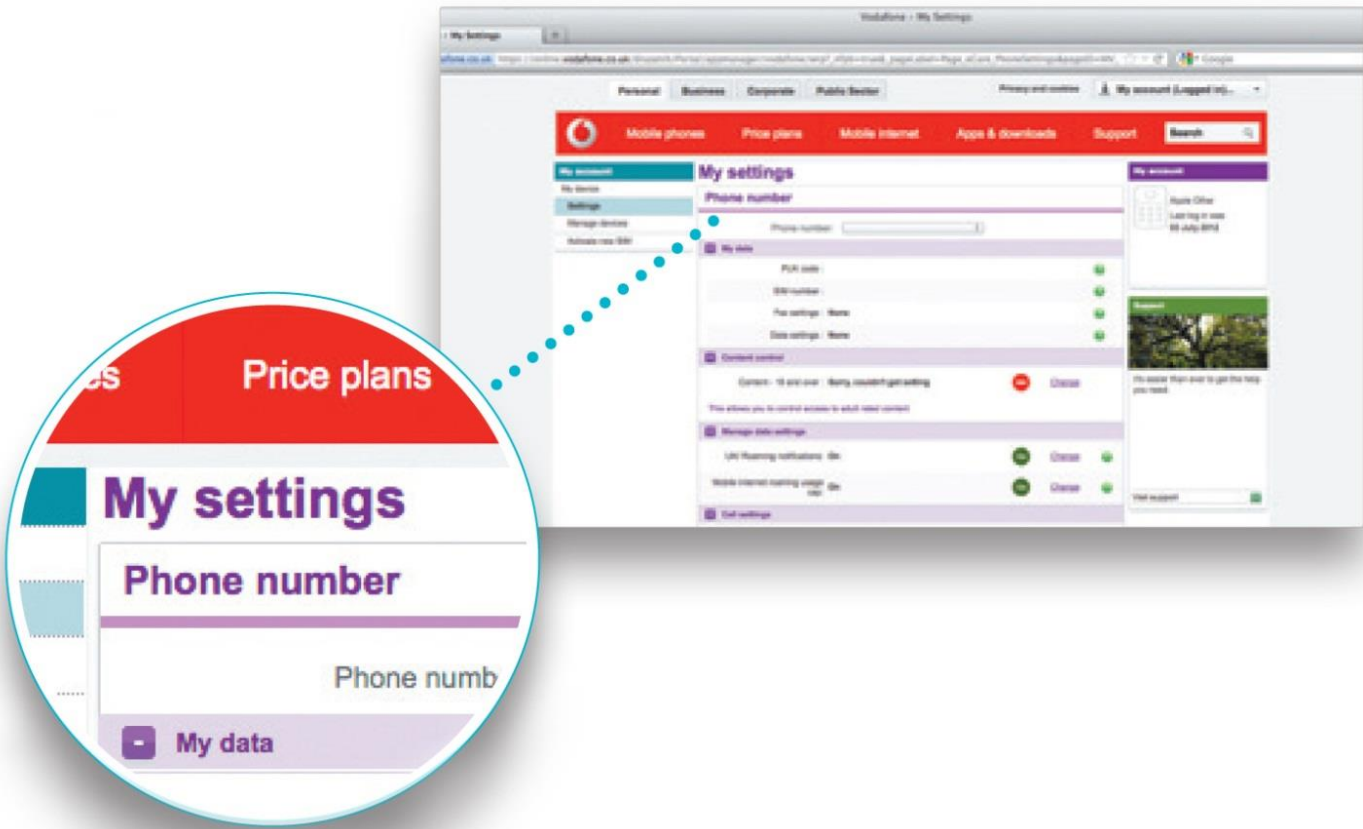 Vodafone - My Settings
My Settings
Google
Personal Business Corporate Public Sector Privacy and cookies My account (Logged in)...
Mobile phones Price plans Mobile internet Apps & downloads Support Search
My account
My device
Settings
Manage devices
Activate new SIM
My settings
Phone number
Phone number:
My data
PUK code :
SIM number :
Fax settings : None
Data settings : None
Content control
Content - 18 and over : Sorry, couldn't get setting Change
This allows you to control access to adult rated content
Manage data settings
On Change
Mobile internet roaming usage cap: On Change
Call settings
My account
Apple Other
Last log in was
Support
It's easier than ever to get the help
you need.
Visit support
es Price plans
My settings
Phone number
Phone numb
- My data